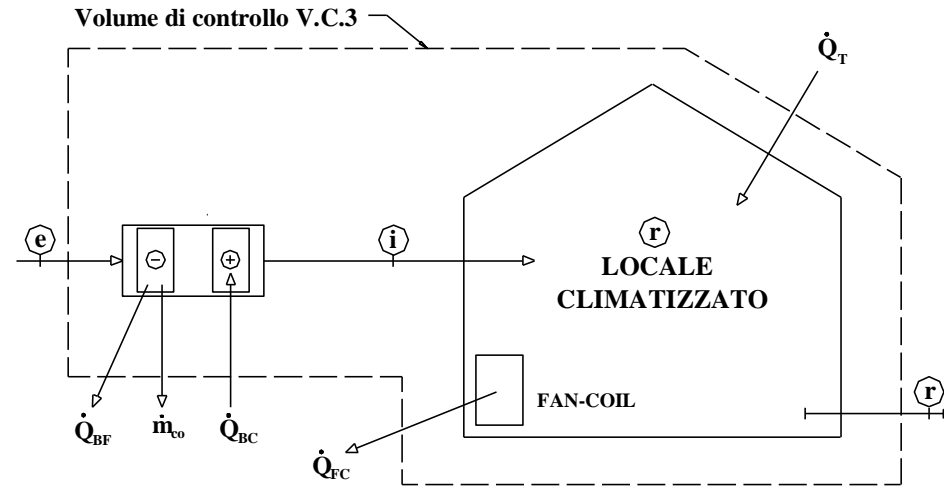 Volume di controllo V.C.3
Q̇T
e
i
r
LOCALE
CLIMATIZZATO
−
+
r
FAN-COIL
Q̇BF
ṁco
Q̇BC
Q̇FC